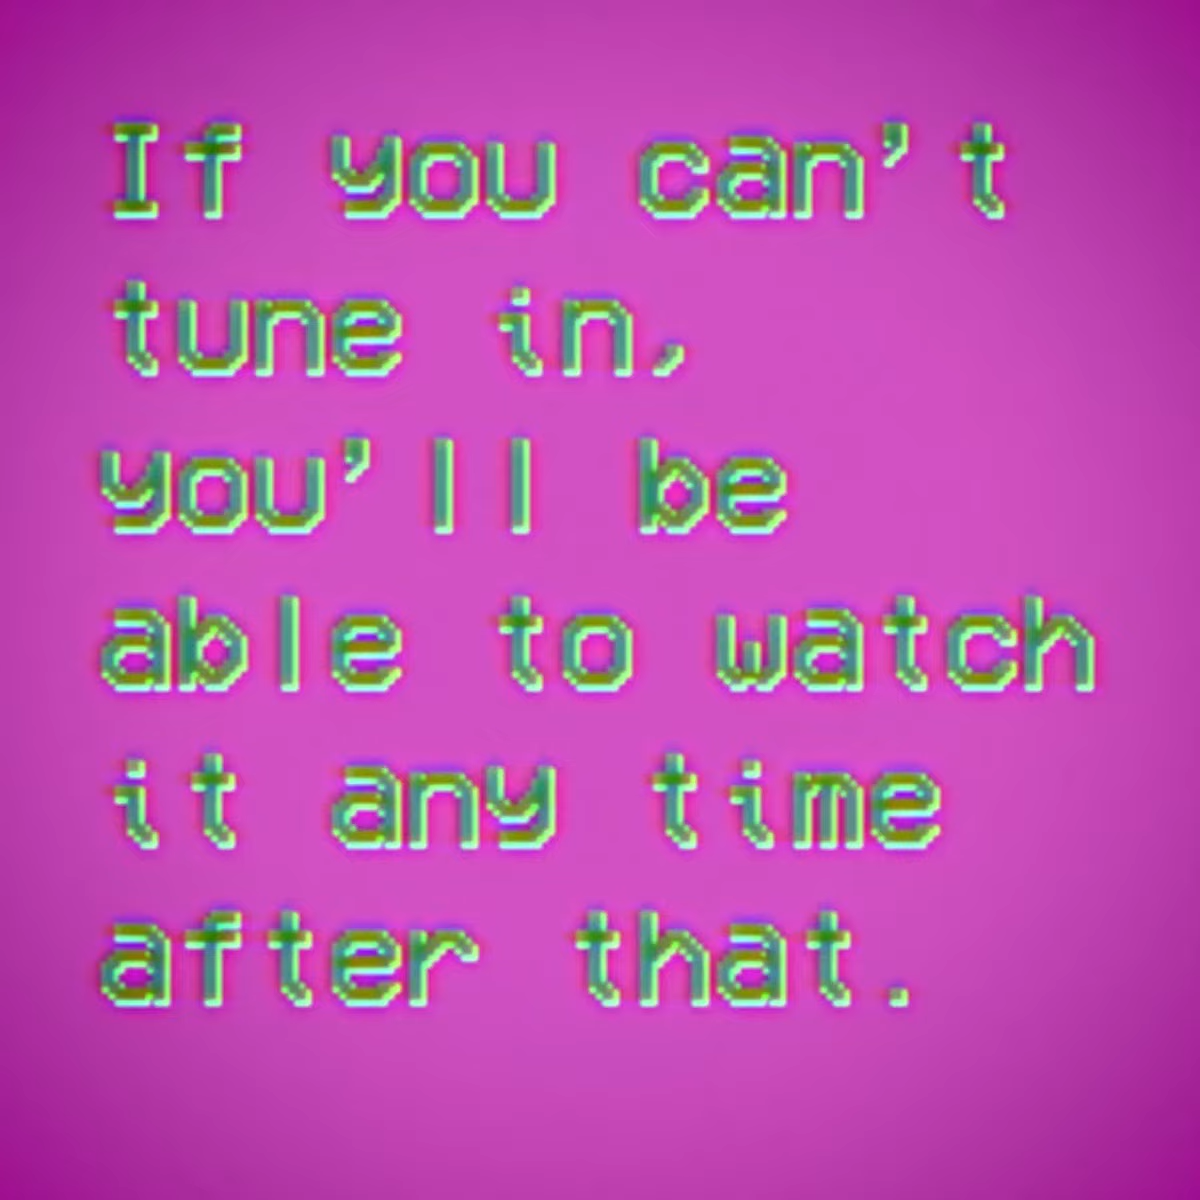 If you can't
tune in,
you'll be
able to watch
it any time
after that.